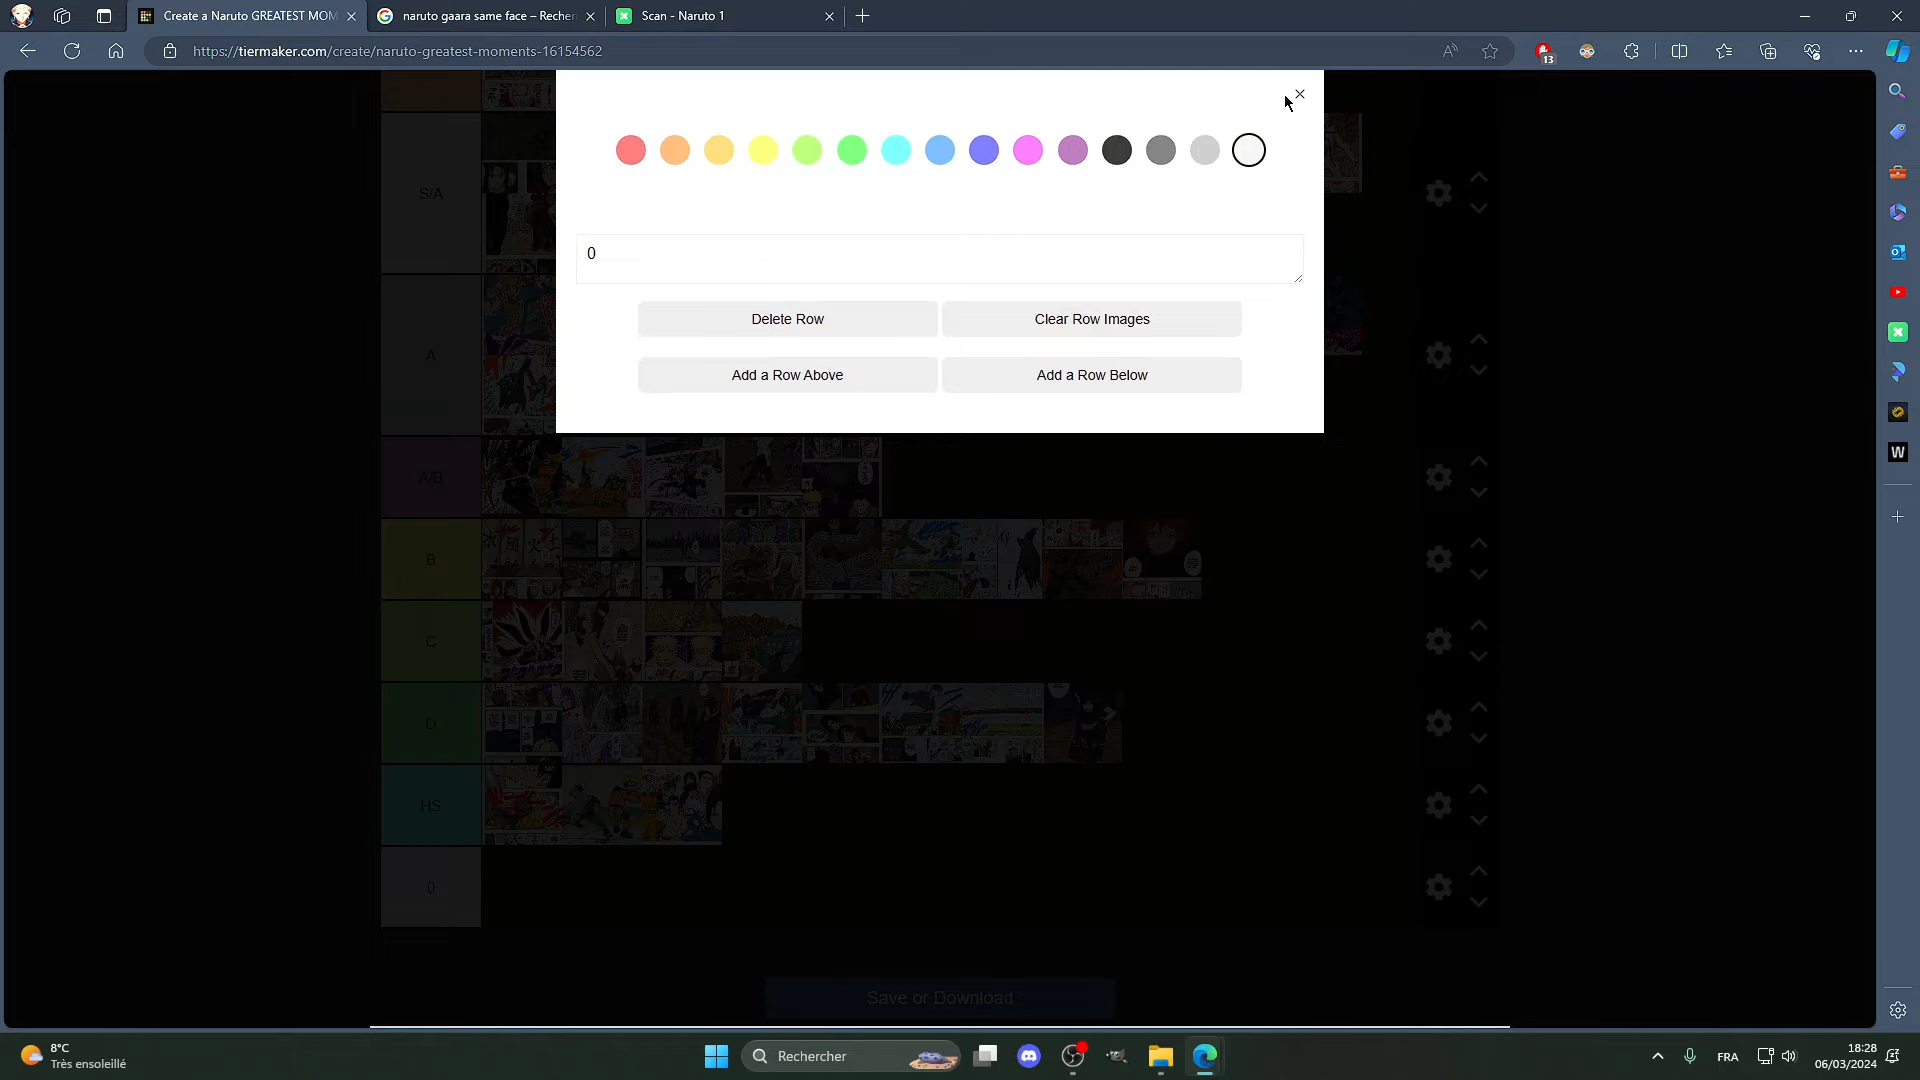 Create a Naruto GREATEST MOM
naruto gaara same face – Recher
Scan - Naruto 1
https://tiermaker.com/create/naruto-greatest-moments-16154562
13
S/A
0
Delete Row
Clear Row Images
Add a Row Above
Add a Row Below
A
A/B
B
C
D
HS
0
Save or Download
W
8°C
Très ensoleillé
Rechercher
FRA
18:28
06/03/2024